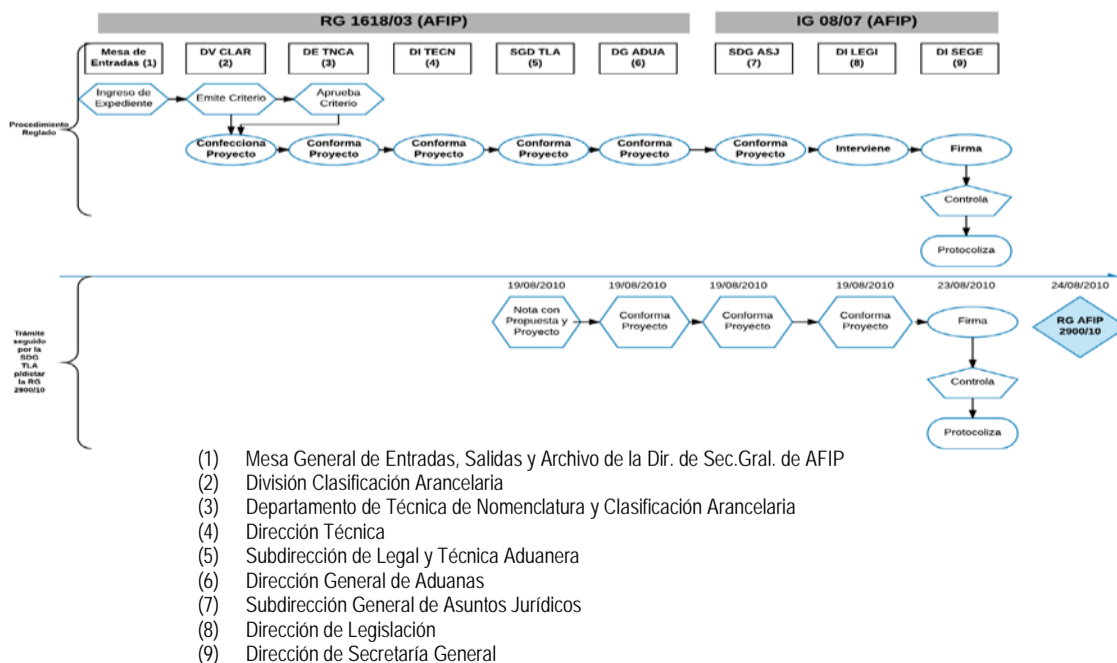 RG 1618/03 (AFIP)
IG 08/07 (AFIP)
Mesa de
Entradas (1)
DV CLAR
(2)
DE TNCA
(3)
DI TECN
(4)
SGD TLA
(5)
DG ADUA
(6)
SDG ASJ
(7)
DI LEGI
(8)
DI SEGE
(9)
Procedimiento
Reglado
Ingreso de
Expediente
Emite Criterio
Aprueba
Criterio
Confecciona
Proyecto
Conforma
Proyecto
Conforma
Proyecto
Conforma
Proyecto
Conforma
Proyecto
Conforma
Proyecto
Interviene
Firma
Controla
Protocoliza
19/08/2010
19/08/2010
19/08/2010
19/08/2010
23/08/2010
24/08/2010
Trámite
seguido
por la
SDG
TLA
p/dictar
la RG
2900/10
Nota con
Propuesta y
Proyecto
Conforma
Proyecto
Conforma
Proyecto
Conforma
Proyecto
Firma
RG AFIP
2900/10
Controla
Protocoliza
(1) Mesa General de Entradas, Salidas y Archivo de la Dir. de Sec.Gral. de AFIP
(2) División Clasificación Arancelaria
(3) Departamento de Técnica de Nomenclatura y Clasificación Arancelaria
(4) Dirección Técnica
(5) Subdirección de Legal y Técnica Aduanera
(6) Dirección General de Aduanas
(7) Subdirección General de Asuntos Jurídicos
(8) Dirección de Legislación
(9) Dirección de Secretaría General